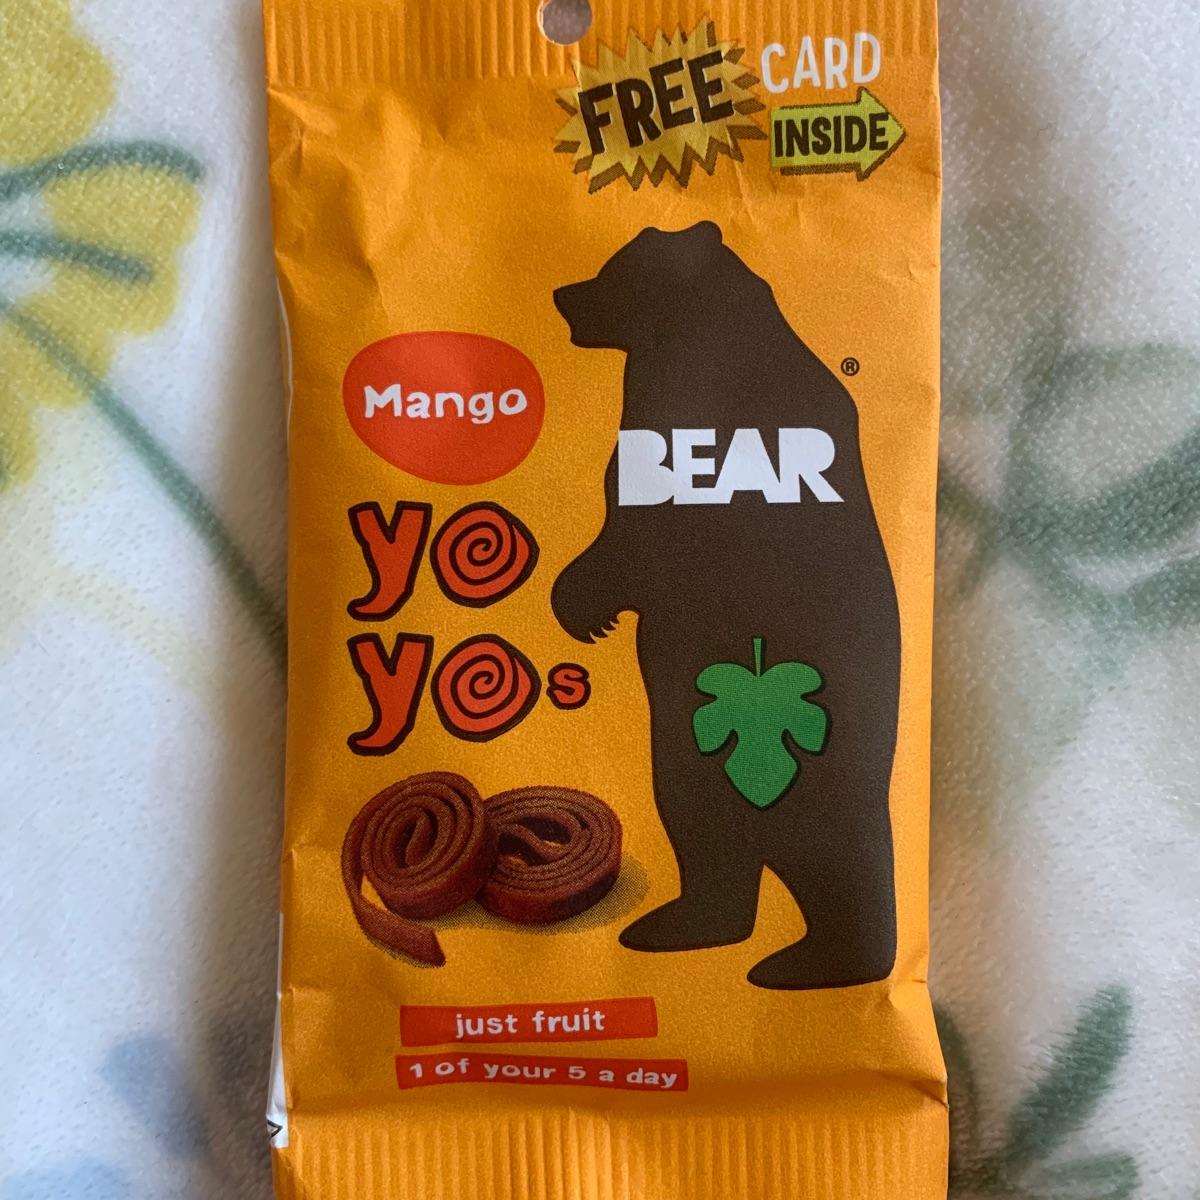 FREE CARD
INSIDE
®
Mango
BEAR
yo
yos
just fruit
1 of your 5 a day